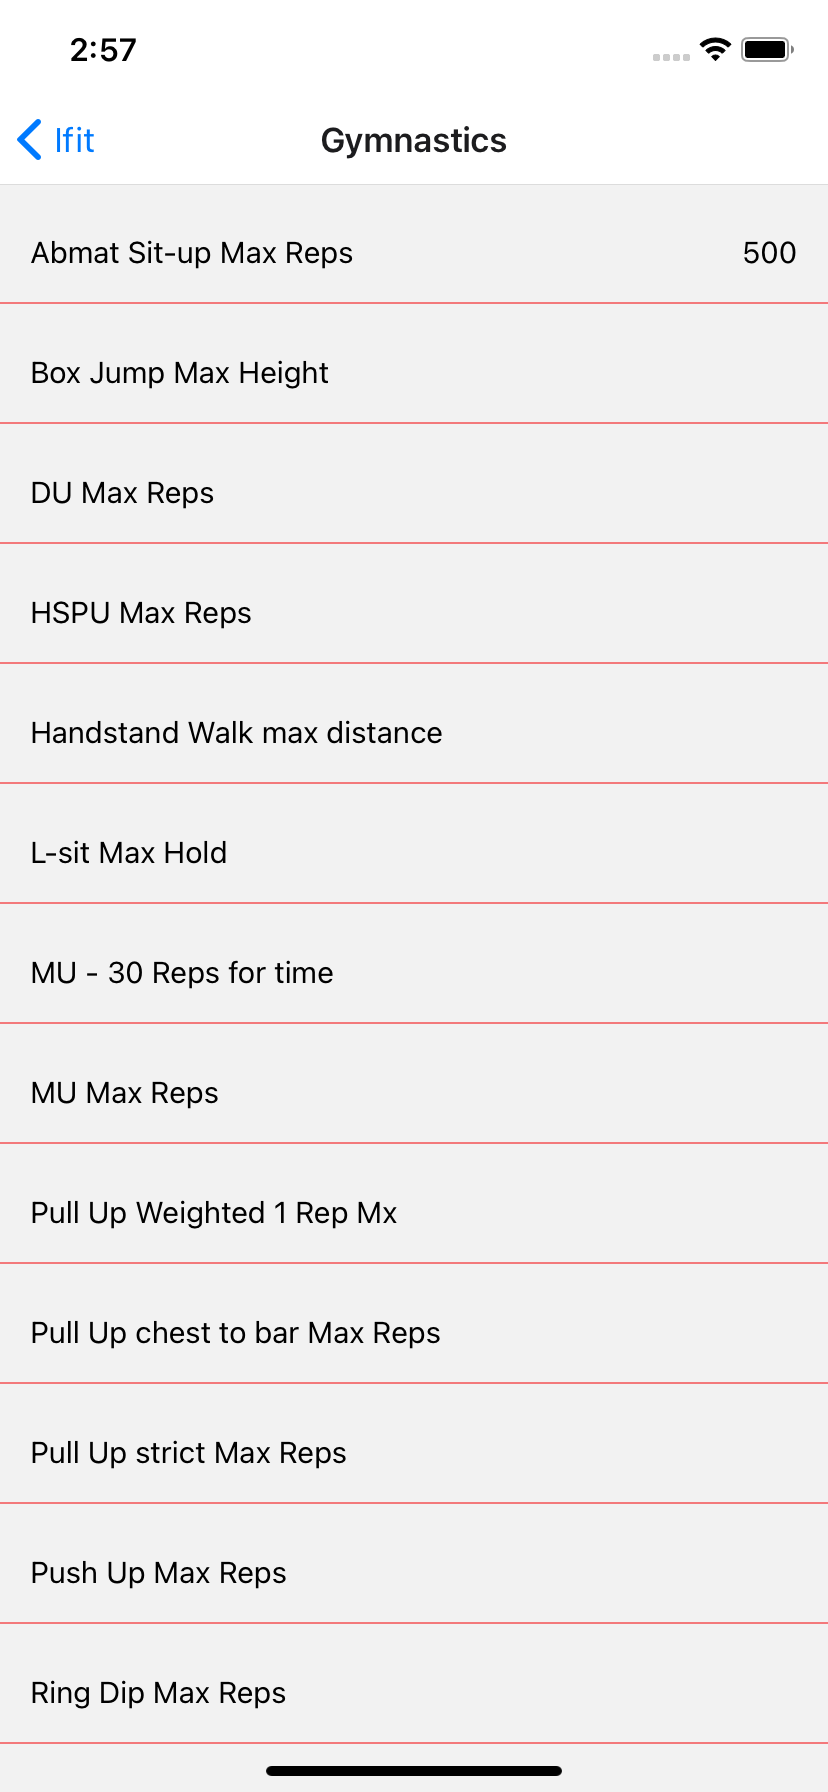 2:57
Ifit
Gymnastics
Abmat Sit-up Max Reps 500
Box Jump Max Height
DU Max Reps
HSPU Max Reps
Handstand Walk max distance
L-sit Max Hold
MU - 30 Reps for time
MU Max Reps
Pull Up Weighted 1 Rep Mx
Pull Up chest to bar Max Reps
Pull Up strict Max Reps
Push Up Max Reps
Ring Dip Max Reps